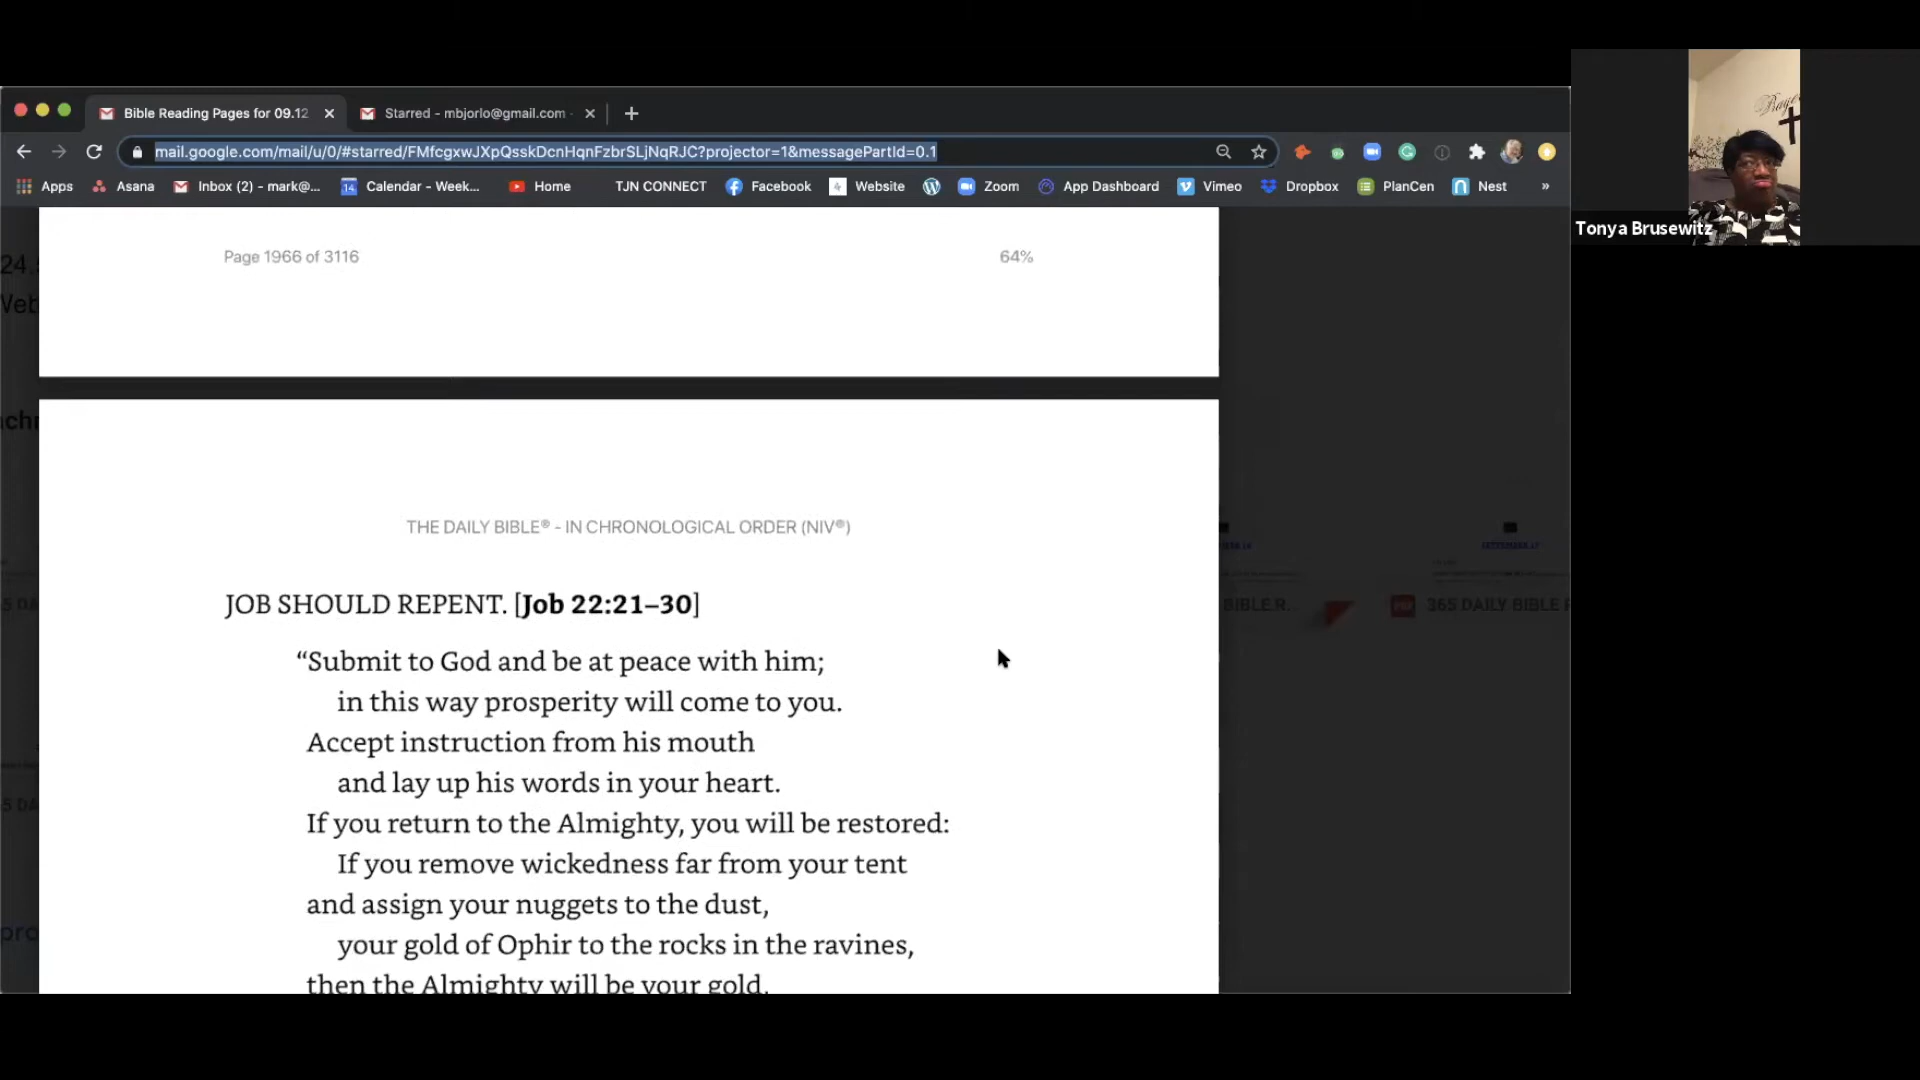 Bible Reading Pages for 09.12
Starred - mbjorlo@gmail.com -
mail.google.com/mail/u/0/#starred/FMfcgxwJXpQsskDcnHqnFzbrSLjNqRJC?projector=1&messagePartId=0.1
Apps Asana Inbox (2) - mark@... 14 Calendar - Week... Home TJN CONNECT Facebook Website Zoom App Dashboard Vimeo Dropbox PlanCen Nest »
Tonya Brusewitz
Page 1966 of 3116 64%
24.
THE DAILY BIBLE® - IN CHRONOLOGICAL ORDER (NIV®)
JOB SHOULD REPENT. [Job 22:21–30]
BIBLE R...
365 DAILY BIBLE
“Submit to God and be at peace with him;
in this way prosperity will come to you.
Accept instruction from his mouth
and lay up his words in your heart.
If you return to the Almighty, you will be restored:
If you remove wickedness far from your tent
and assign your nuggets to the dust,
your gold of Ophir to the rocks in the ravines,
then the Almighty will be your gold,